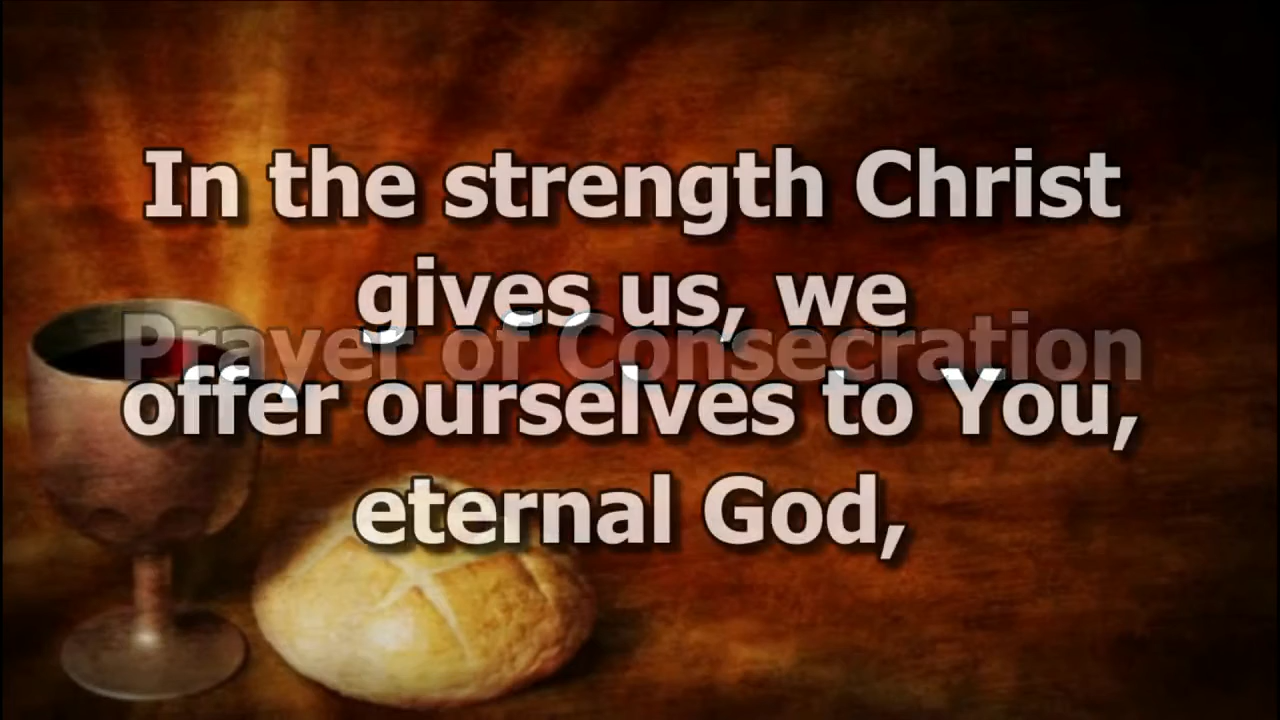 In the strength Christ
gives us, we
Prayer of Consecration
offer ourselves to You,
eternal God,